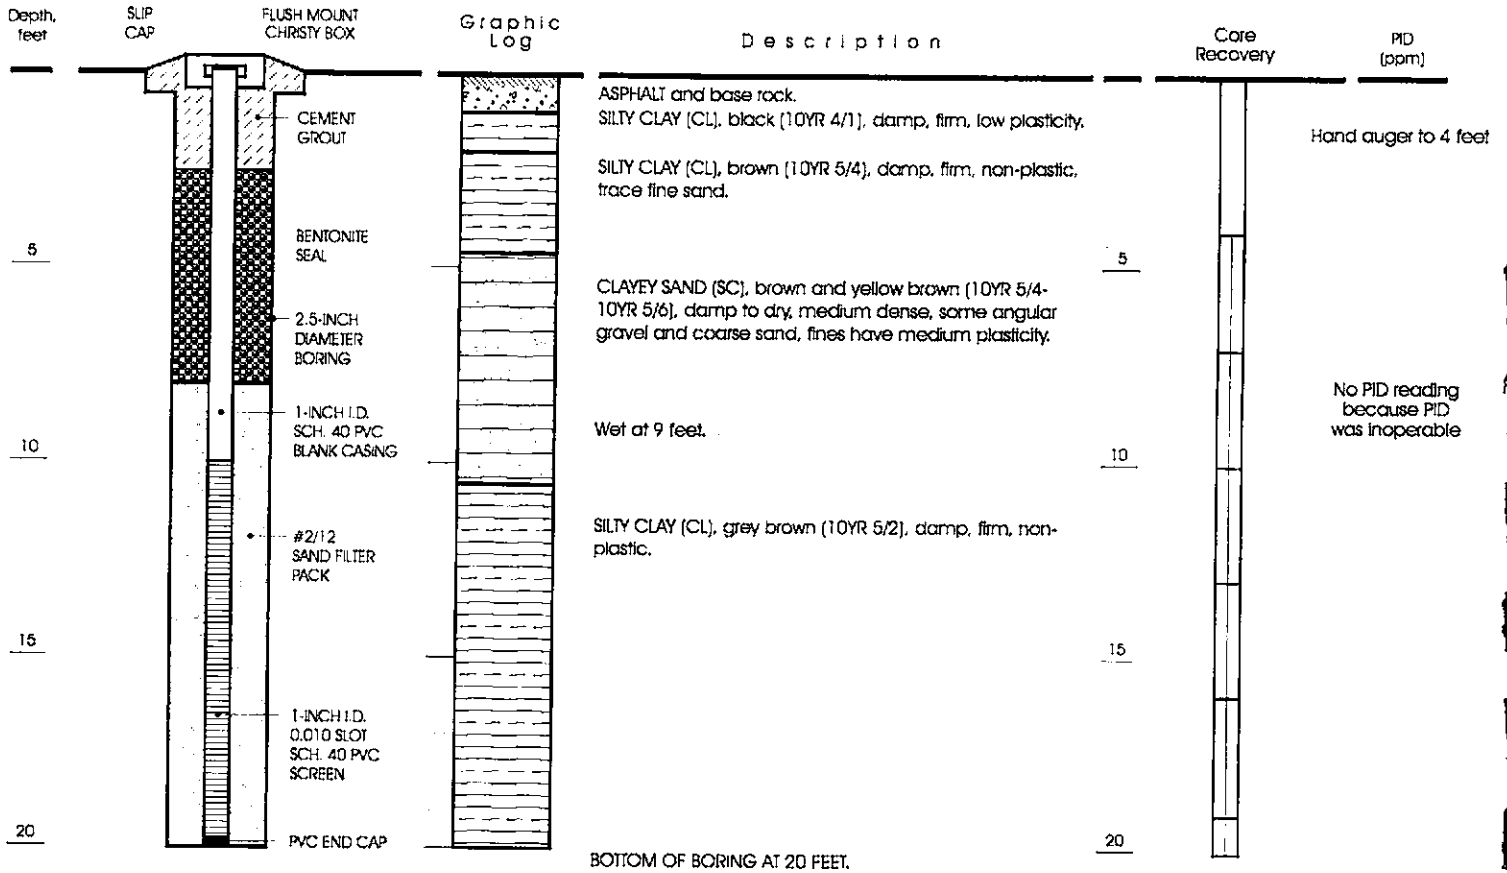 Depth,
feet
SLIP
CAP
FLUSH MOUNT
CHRISTY BOX
Graphic
Log
Description
Core
Recovery
PID
(ppm)
CEMENT
GROUT
BENTONITE
SEAL
2.5-INCH
DIAMETER
BORING
1-INCH I.D.
SCH. 40 PVC
BLANK CASING
#2/12
SAND FILTER
PACK
1-INCH I.D.
0.010 SLOT
SCH. 40 PVC
SCREEN
PVC END CAP
5
10
15
20
ASPHALT and base rock.
SILTY CLAY (CL), black (10YR 4/1), damp, firm, low plasticity.
SILTY CLAY (CL), brown (10YR 5/4), damp, firm, non-plastic,
trace fine sand.
CLAYEY SAND (SC), brown and yellow brown (10YR 5/4-
10YR 5/6), damp to dry, medium dense, some angular
gravel and coarse sand, fines have medium plasticity.
Wet at 9 feet.
SILTY CLAY (CL), grey brown (10YR 5/2), damp, firm, non-
plastic.
BOTTOM OF BORING AT 20 FEET.
5
10
15
20
Hand auger to 4 feet
No PID reading
because PID
was inoperable